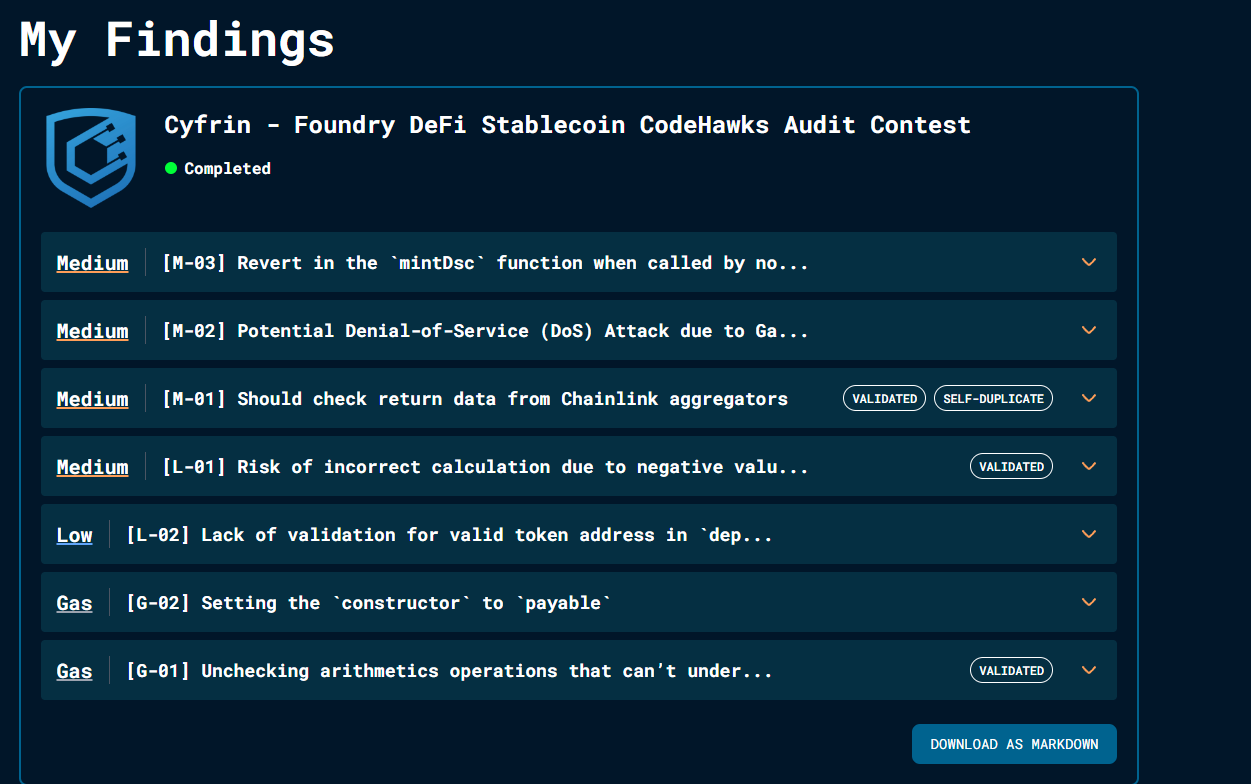 My Findings
Cyfrin - Foundry DeFi Stablecoin CodeHawks Audit Contest
Completed
Medium [M-03] Revert in the `mintDsc` function when called by no...
Medium [M-02] Potential Denial-of-Service (DoS) Attack due to Ga...
Medium [M-01] Should check return data from Chainlink aggregators VALIDATED SELF-DUPLICATE
Medium [L-01] Risk of incorrect calculation due to negative valu... VALIDATED
Low [L-02] Lack of validation for valid token address in `dep...
Gas [G-02] Setting the `constructor` to `payable`
Gas [G-01] Unchecking arithmetics operations that can’t under... VALIDATED
DOWNLOAD AS MARKDOWN